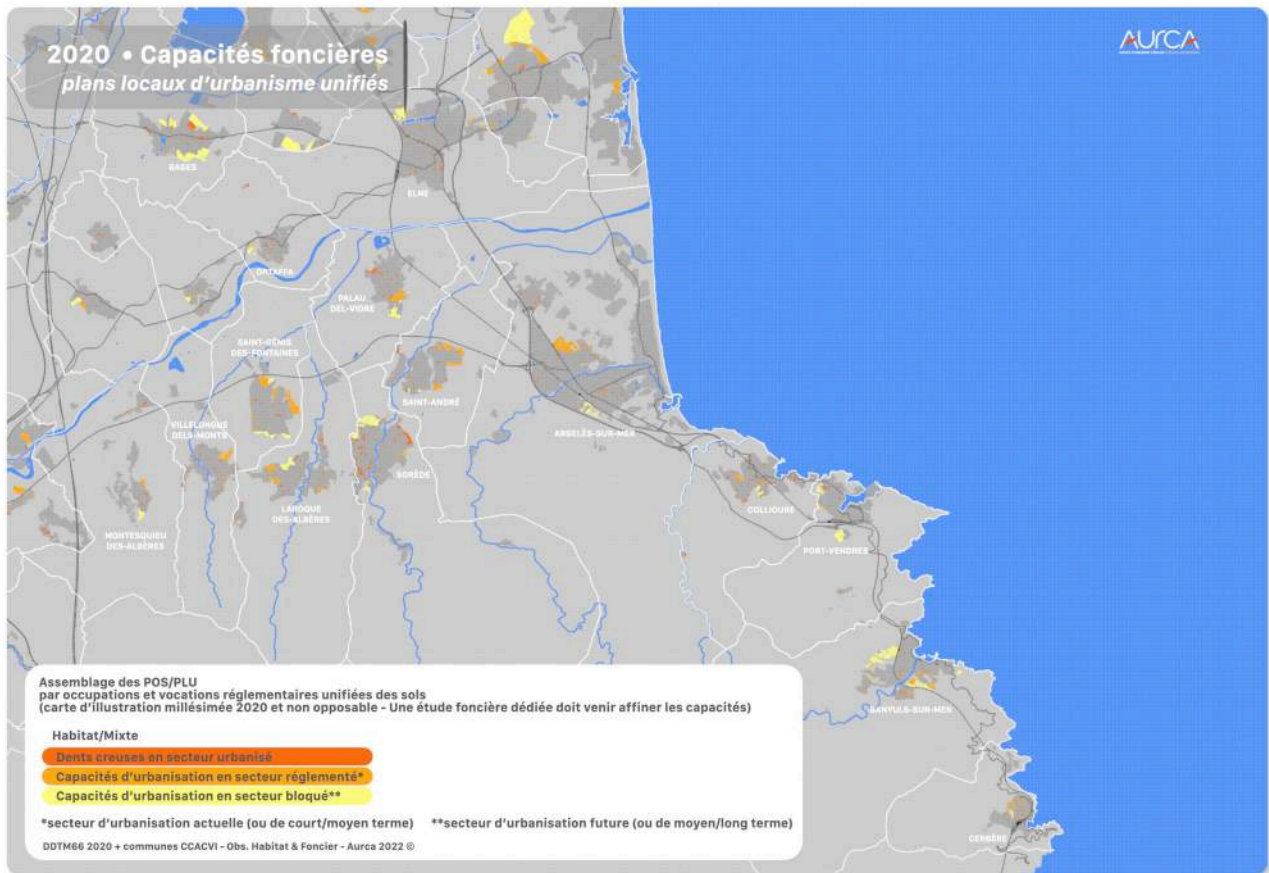 2020 • Capacités foncières
plans locaux d'urbanisme unifiés
AURCA
BAGES
ELNE
ORTAFFA
PALAU
DEL-VIDRE
SAINT-GÉNIS
DES-FONTAINES
SAINT-ANDRÉ
VILLELONGUE
DELS-MONTS
ARGELÈS-SUR-MER
SORÈDE
LAROQUE
DES-ALBÈRES
MONTESQUIEU
DES-ALBÈRES
COLLIOURE
PORT-VENDRES
BANYULS-SUR-MER
CERBÈRE
Assemblage des POS/PLU
par occupations et vocations réglementaires unifiées des sols
(carte d'illustration millésimée 2020 et non opposable - Une étude foncière dédiée doit venir affiner les capacités)
Habitat/Mixte
Dents creuses en secteur urbanisé
Capacités d'urbanisation en secteur réglementé*
Capacités d'urbanisation en secteur bloqué**
*secteur d'urbanisation actuelle (ou de court/moyen terme) **secteur d'urbanisation future (ou de moyen/long terme)
DDTM66 2020 + communes CCACVI - Obs. Habitat & Foncier - Aurca 2022 ©